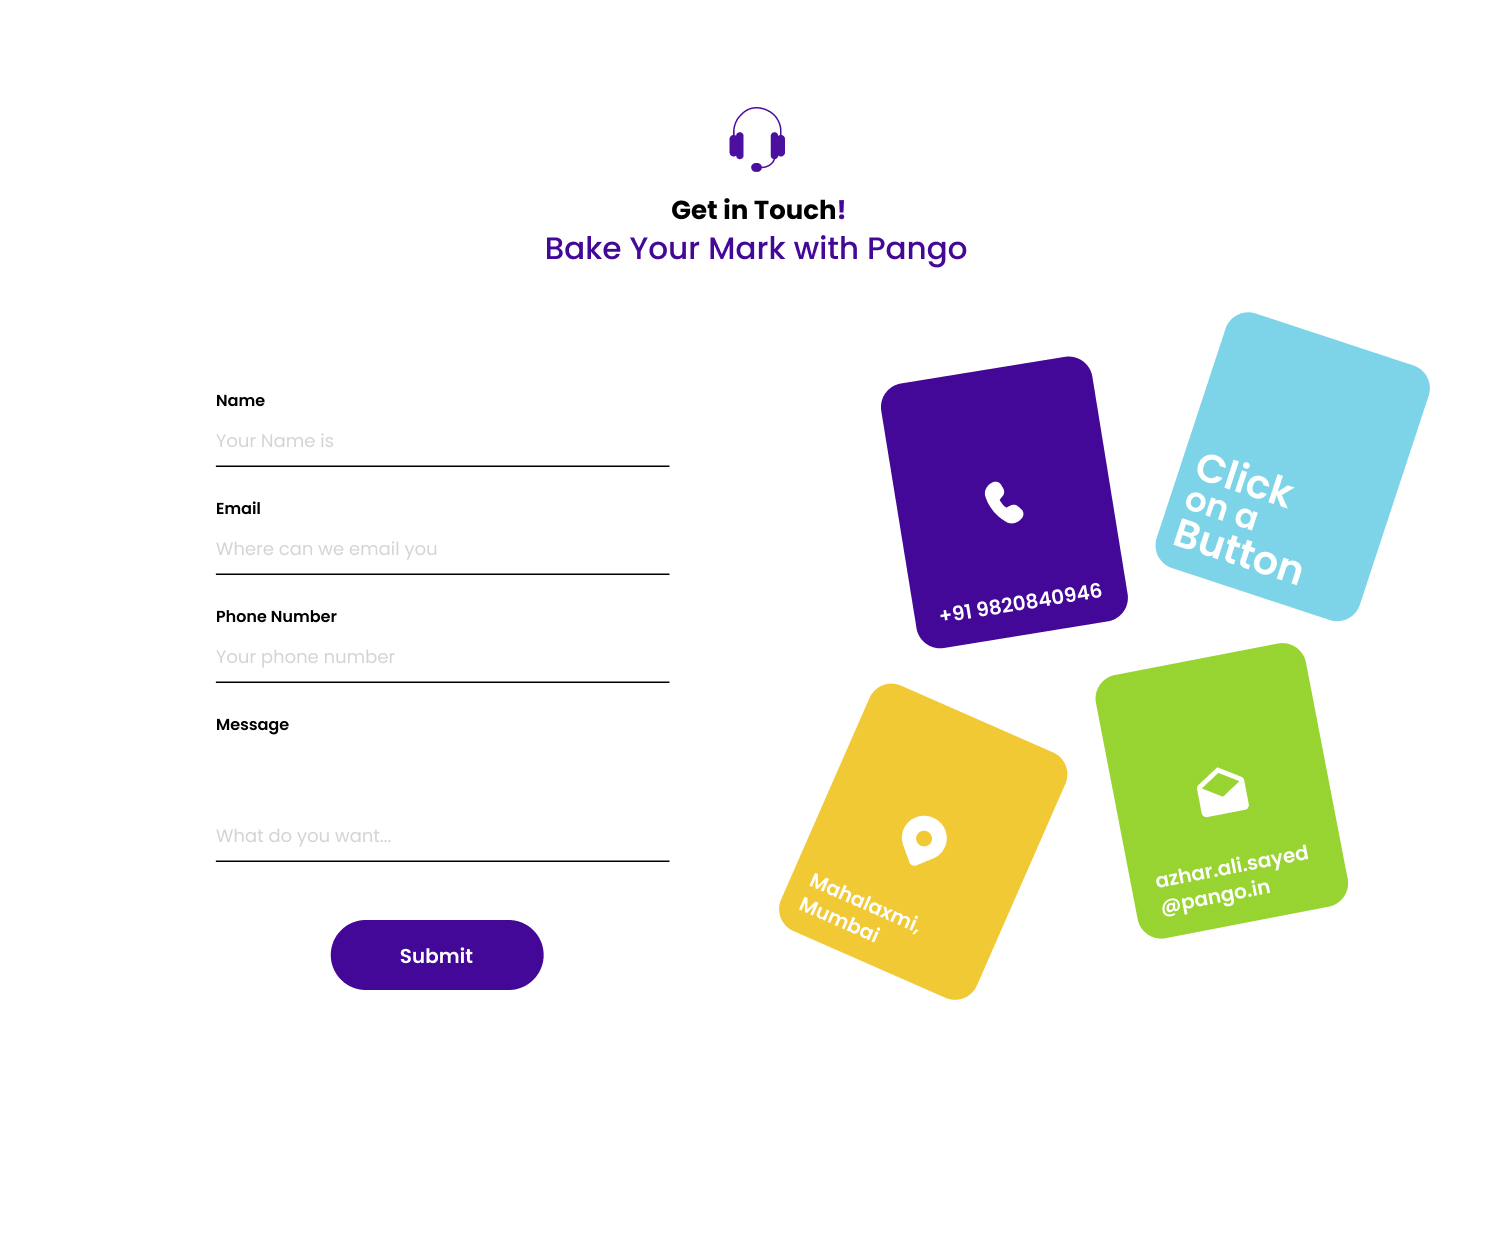 Get in Touch!
Bake Your Mark with Pango
Name
Your Name is
Email
Where can we email you
Phone Number
Your phone number
Message
What do you want...
Submit
+91 9820840946
Click
on a
Button
Mahalaxmi,
Mumbai
azhar.ali.sayed
@pango.in